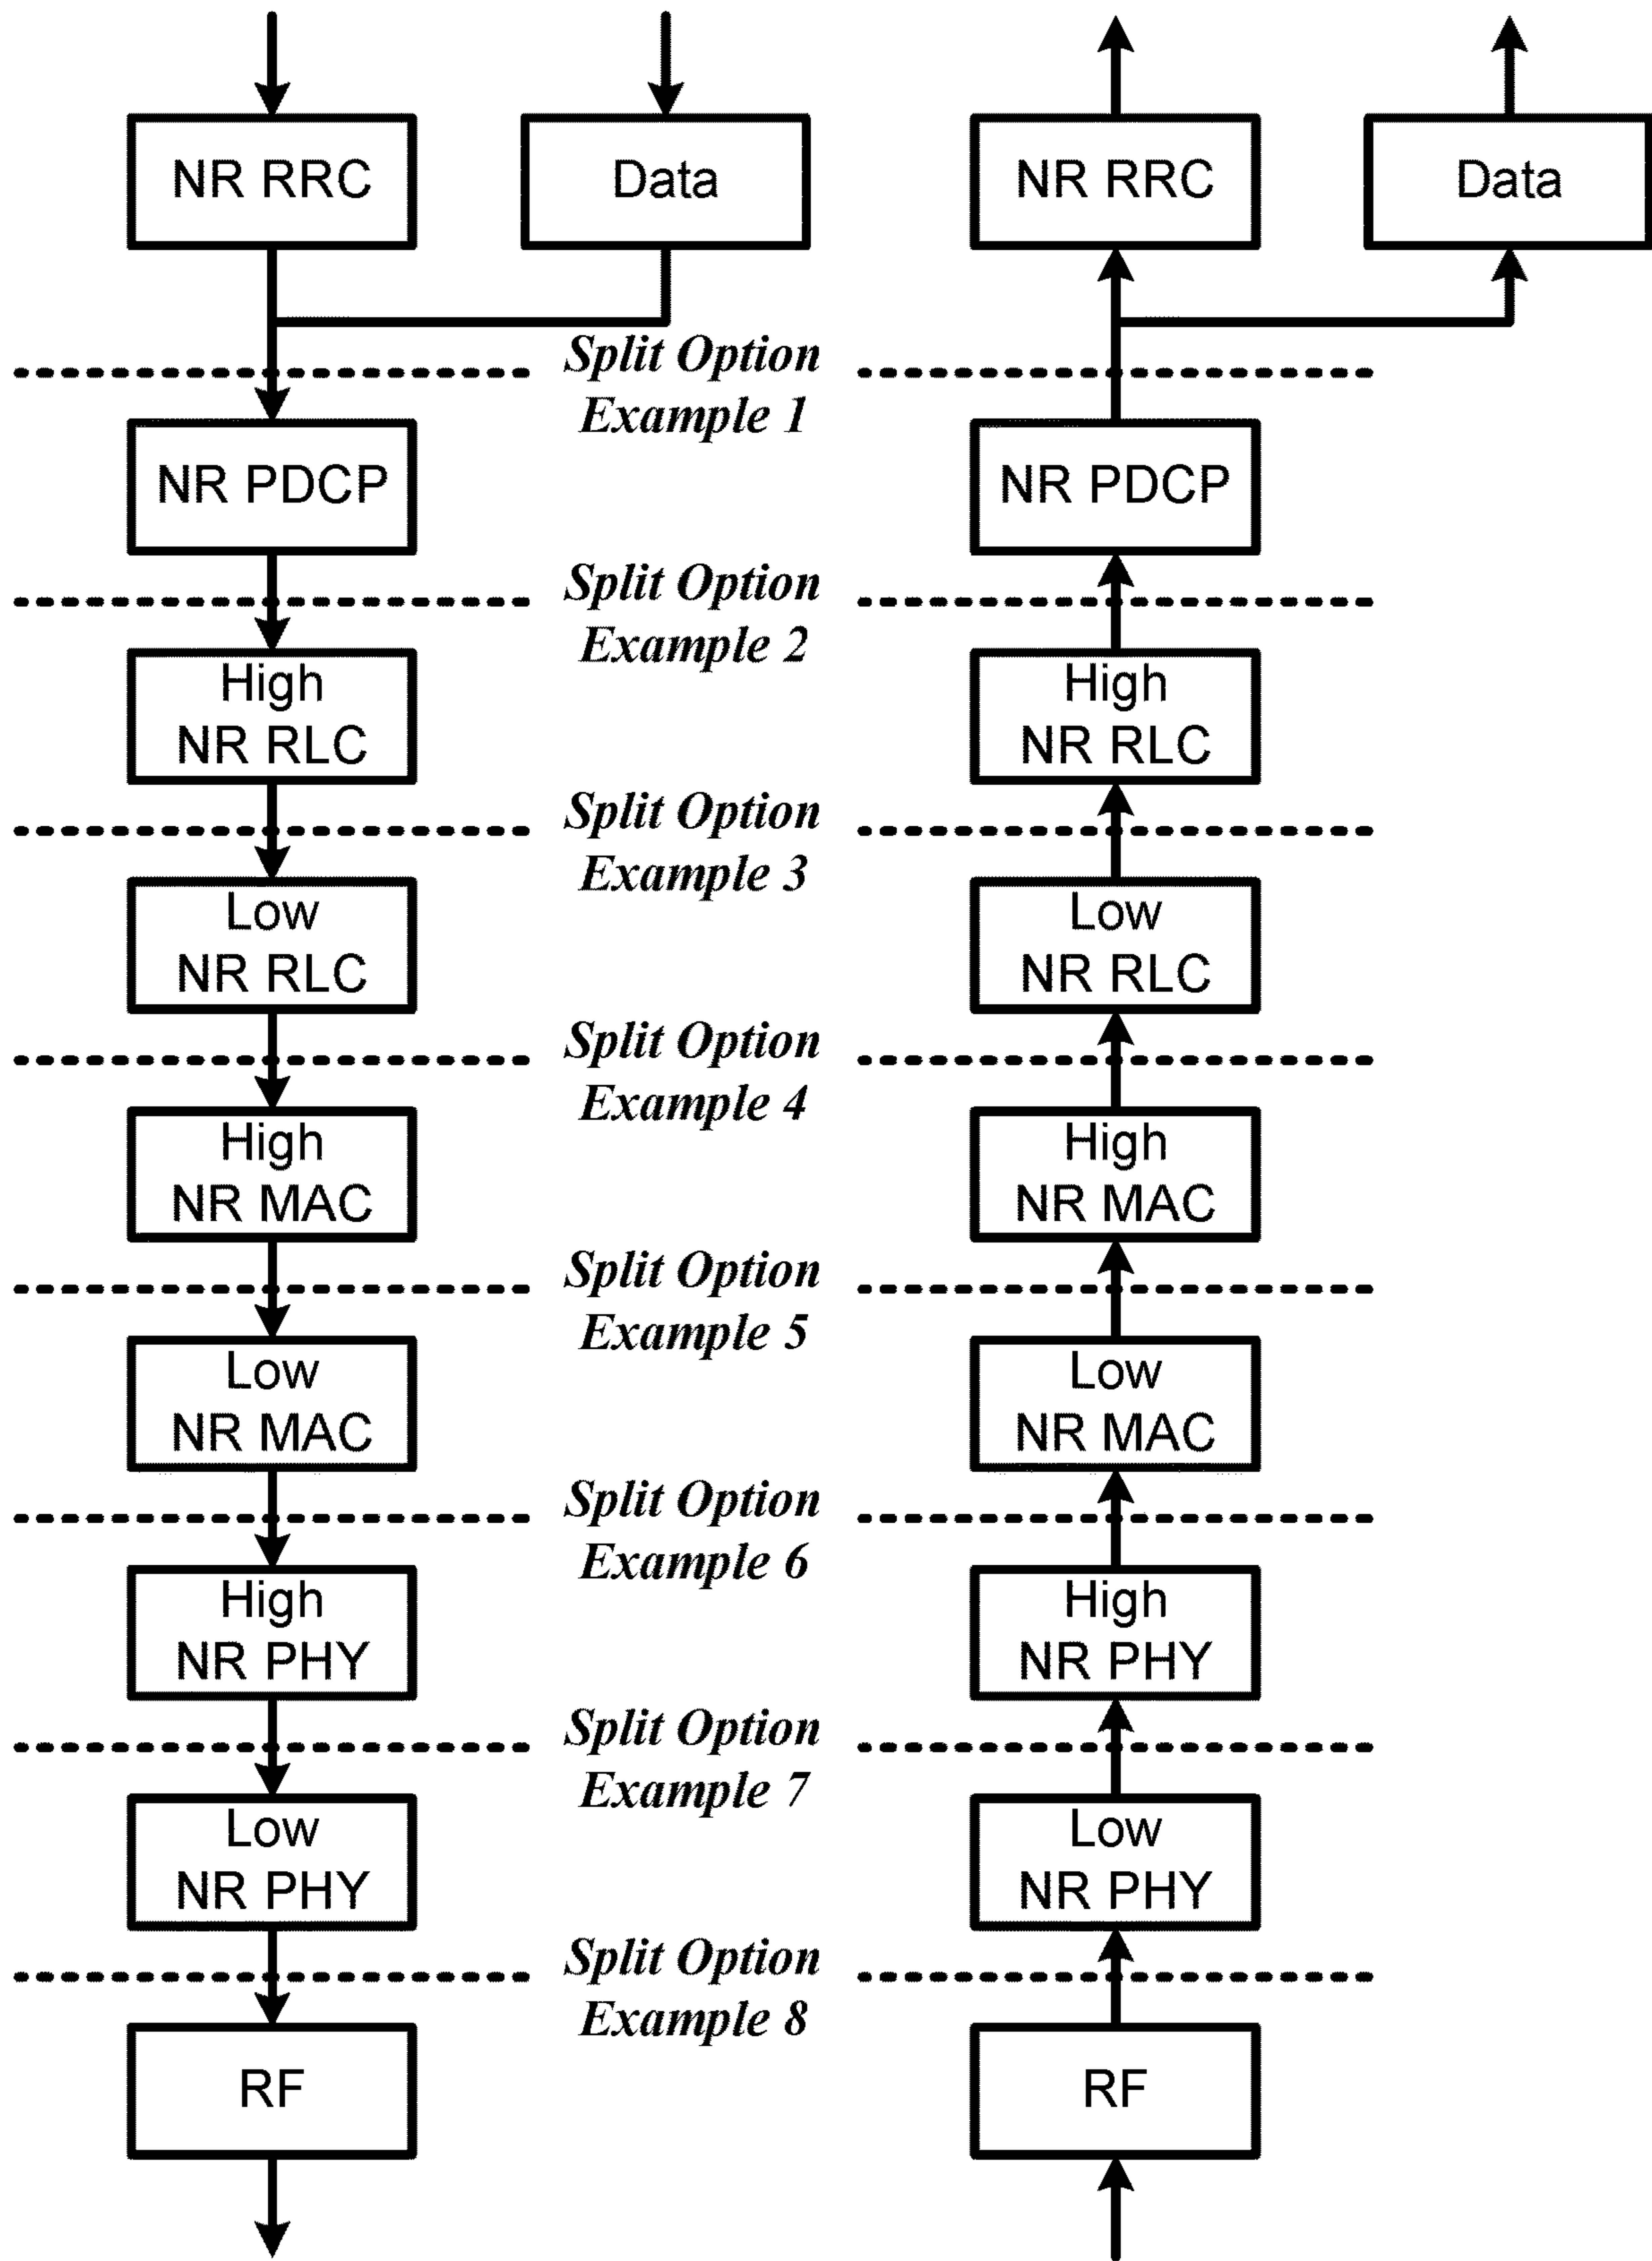 NR RRC
Data
NR RRC
Data
Split Option
Example 1
NR PDCP
NR PDCP
Split Option
Example 2
High
NR RLC
High
NR RLC
Split Option
Example 3
Low
NR RLC
Low
NR RLC
Split Option
Example 4
High
NR MAC
High
NR MAC
Split Option
Example 5
Low
NR MAC
Low
NR MAC
Split Option
Example 6
High
NR PHY
High
NR PHY
Split Option
Example 7
Low
NR PHY
Low
NR PHY
Split Option
Example 8
RF
RF